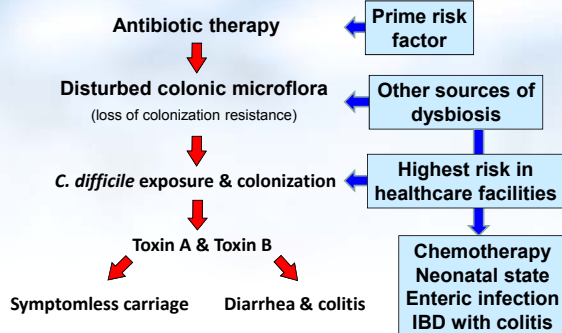 Antibiotic therapy
Prime risk
factor
Disturbed colonic microflora
(loss of colonization resistance)
Other sources of
dysbiosis
C. difficile exposure & colonization
Highest risk in
healthcare facilities
Toxin A & Toxin B
Symptomless carriage
Diarrhea & colitis
Chemotherapy
Neonatal state
Enteric infection
IBD with colitis